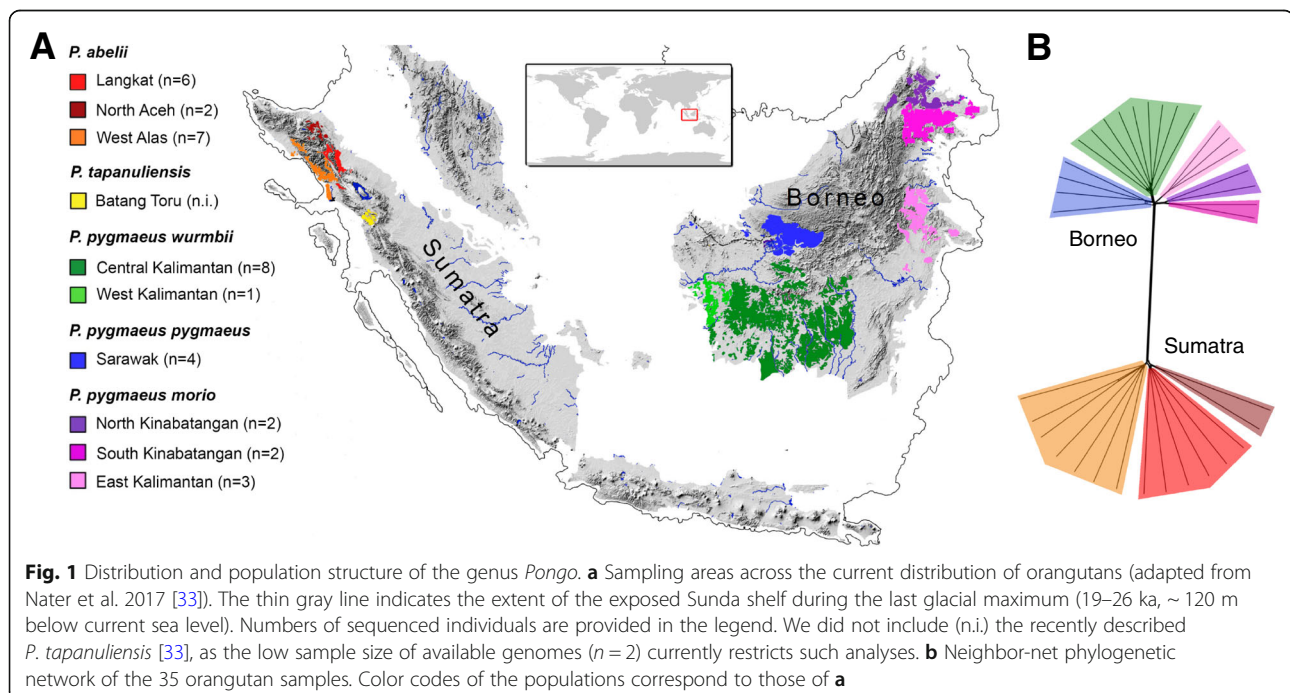 A
P. abelii
Langkat (n=6)
North Aceh (n=2)
West Alas (n=7)
P. tapanuliensis
Batang Toru (n.i.)
P. pygmaeus wurmbii
Central Kalimantan (n=8)
West Kalimantan (n=1)
P. pygmaeus pygmaeus
Sarawak (n=4)
P. pygmaeus morio
North Kinabatangan (n=2)
South Kinabatangan (n=2)
East Kalimantan (n=3)
Sumatra
Borneo
B
Borneo
Sumatra
Fig. 1 Distribution and population structure of the genus Pongo. a Sampling areas across the current distribution of orangutans (adapted from
Nater et al. 2017 [33]). The thin gray line indicates the extent of the exposed Sunda shelf during the last glacial maximum (19–26 ka, ~ 120 m
below current sea level). Numbers of sequenced individuals are provided in the legend. We did not include (n.i.) the recently described
P. tapanuliensis [33], as the low sample size of available genomes (n = 2) currently restricts such analyses. b Neighbor-net phylogenetic
network of the 35 orangutan samples. Color codes of the populations correspond to those of a